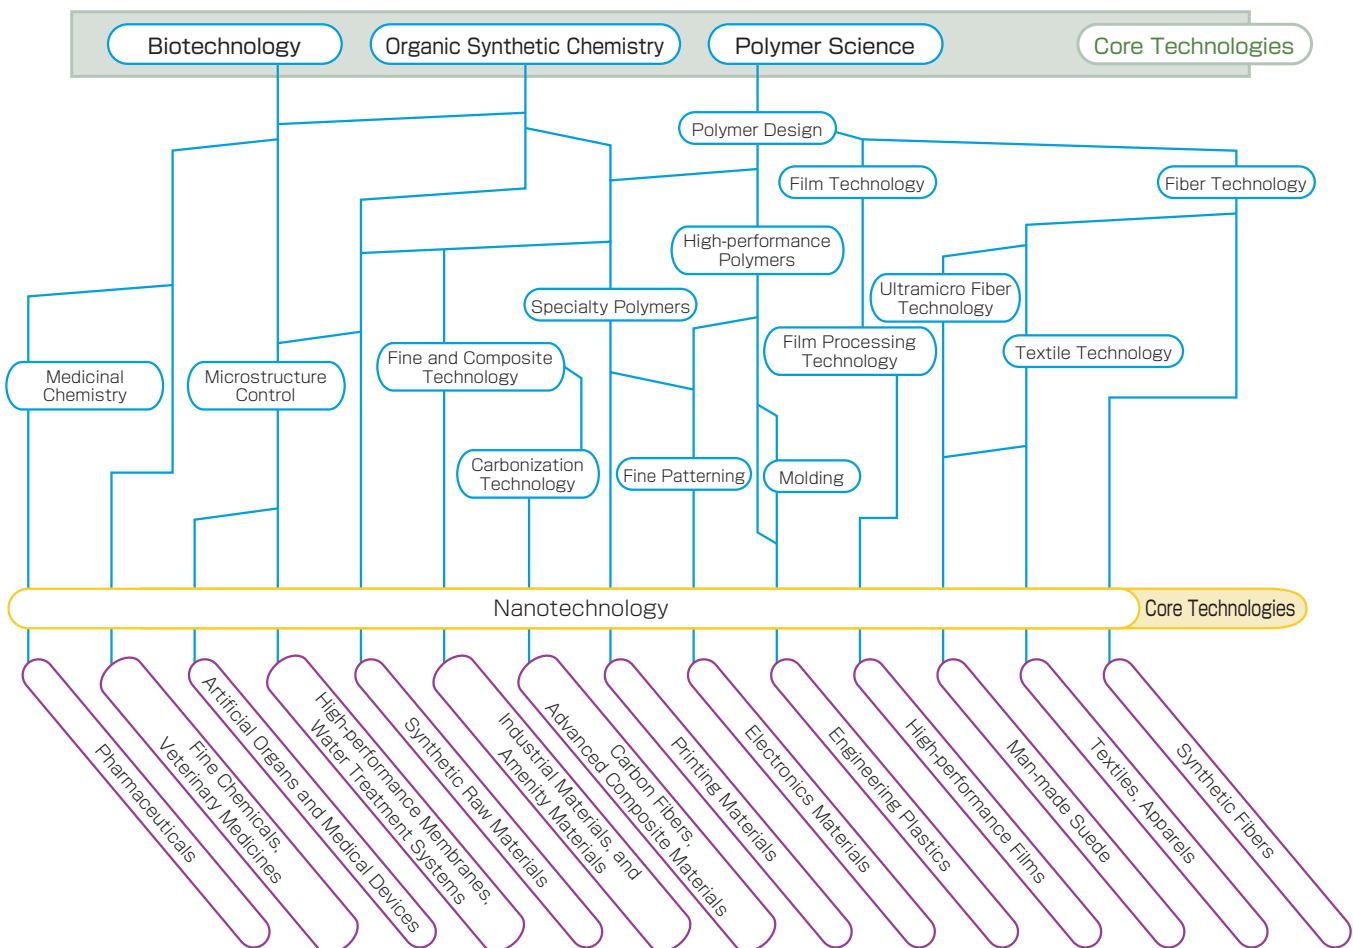 Biotechnology
Organic Synthetic Chemistry
Polymer Science
Core Technologies
Polymer Design
Film Technology
Fiber Technology
High-performance
Polymers
Ultramicro Fiber
Technology
Specialty Polymers
Film Processing
Technology
Textile Technology
Fine and Composite
Technology
Medicinal
Chemistry
Microstructure
Control
Carbonization
Technology
Fine Patterning
Molding
Nanotechnology
Core Technologies
Pharmaceuticals
Fine Chemicals,
Veterinary Medicines
Artificial Organs and Medical Devices
High-performance Membranes,
Water Treatment Systems
Synthetic Raw Materials
Industrial Materials, and
Amenity Materials
Carbon Fibers,
Advanced Composite Materials
Printing Materials
Electronics Materials
Engineering Plastics
High-performance Films
Man-made Suede
Textiles, Apparels
Synthetic Fibers